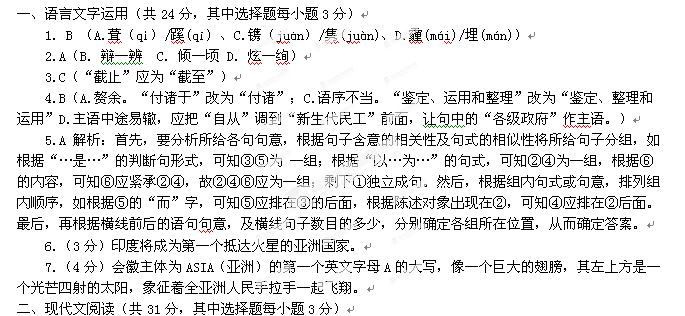 一、语言文字运用（共 24 分，其中选择题每小题 3 分）
1. B （A.葺（qì）/蹊(qī) 、C.镌（juān）/隽(juàn)、D.霾(mái)/埋(mán)）
2.A（B. 辩一辨 C. 倾一顷 D. 炫一绚）
3.C（“截止”应为“截至”）
4.B（A.赘余。“付诸于”改为“付诸”；C.语序不当。“鉴定、运用和整理”改为“鉴定、整理和
运用”D.主语中途易辙，应把“自从”调到“新生代民工”前面，让句中的“各级政府”作主语。）
5.A 解析：首先，要分析所给各句句意，根据句子含意的相关性及句式的相似性将所给句子分组，如
根据“…是…”的判断句形式，可知③⑤为 一组；根据“以…为…”的句式，可知②④为一组，根据⑥
的内容，可知⑥应紧承②④，故②④⑥应为一组；剩下①独立成句。然后，根据组内句式或句意，排列组
内顺序，如根据⑤的“而”字，可知⑤应排在③的后面，根据陈述对象出现在②，可知④应排在②后面。
最后，再根据横线前后的语句句意，及横线句子数目的多少，分别确定各组所在位置，从而确定答案。
6.（3 分）印度将成为第一个抵达火星的亚洲国家。
7.（4 分）会徽主体为 ASIA（亚洲）的第一个英文字母 A 的大写，像一个巨大的翅膀，其左上方是一
个光芒四射的太阳，象征着全亚洲人民手拉手一起飞翔。
二、现代文阅读（共 31 分，其中选择题每小题 3 分）